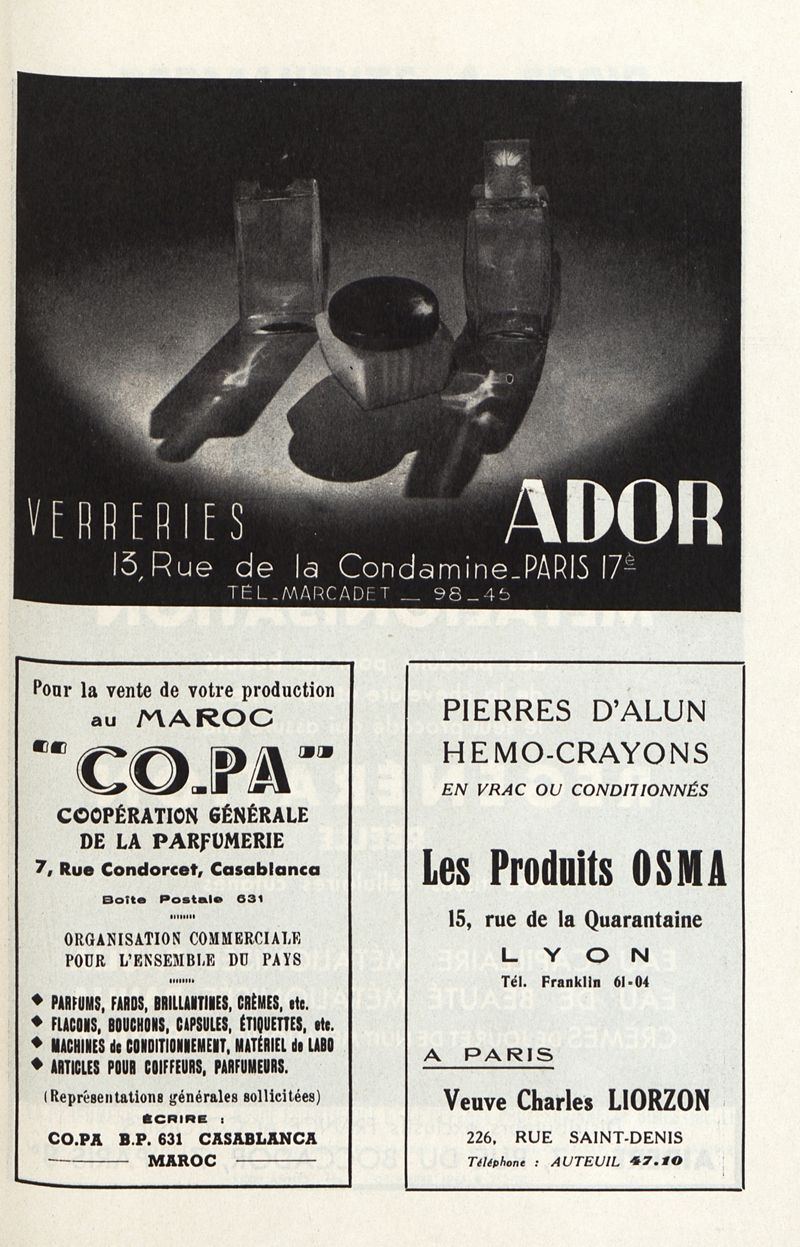 VERRERIES ADOR
13, Rue de la Condamine_PARIS 17è
TÉL_MARCADET _ 98_45
Pour la vente de votre production
au MAROC
"CO.PA"
COOPÉRATION GÉNÉRALE
DE LA PARFUMERIE
7, Rue Condorcet, Casablanca
Boîte Postale 631
ORGANISATION COMMERCIALE
POUR L'ENSEMBLE DU PAYS
◆ PARFUMS, FARDS, BRILLANTINES, CRÈMES, etc.
◆ FLACONS, BOUCHONS, CAPSULES, ÉTIQUETTES, etc.
◆ MACHINES de CONDITIONNEMENT, MATÉRIEL de LABO
◆ ARTICLES POUR COIFFEURS, PARFUMEURS.
(Représentations générales sollicitées)
ÉCRIRE :
CO.PA B.P. 631 CASABLANCA
MAROC
PIERRES D'ALUN
HEMO-CRAYONS
EN VRAC OU CONDITIONNÉS
Les Produits OSMA
15, rue de la Quarantaine
LYON
Tél. Franklin 61-04
A PARIS
Veuve Charles LIORZON
226, RUE SAINT-DENIS
Téléphone : AUTEUIL 47.10